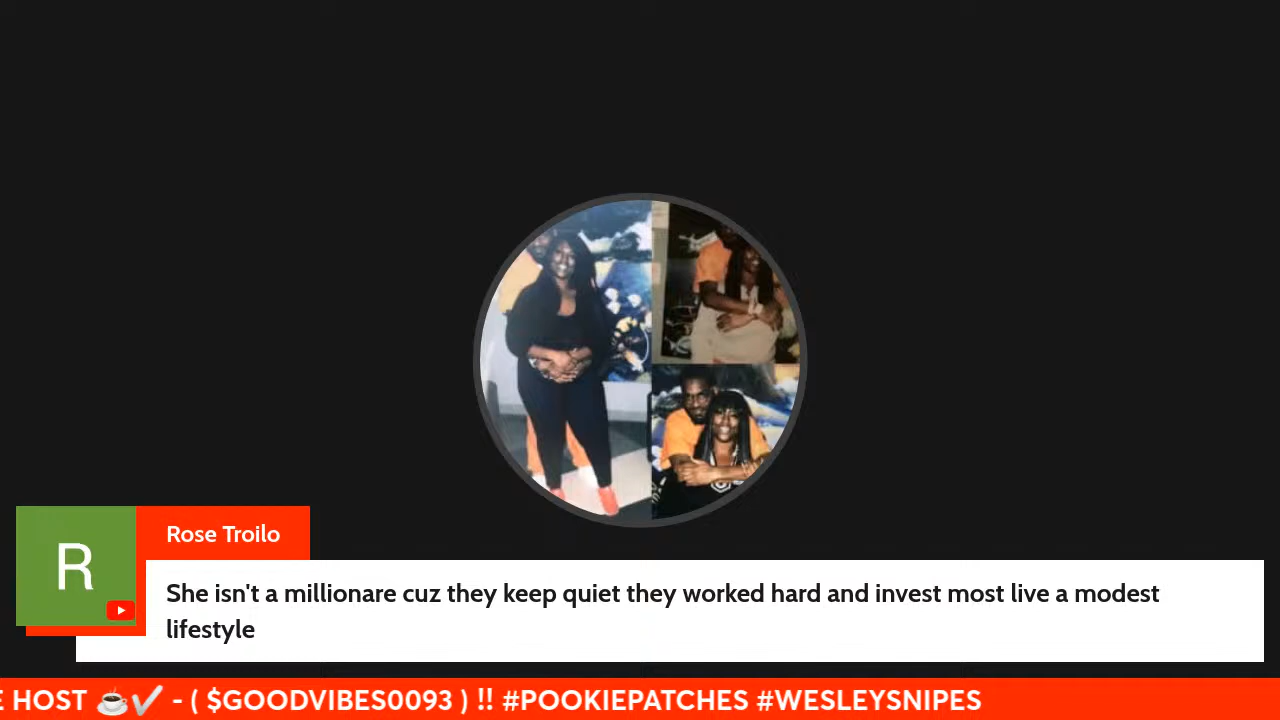 R
Rose Troilo
She isn't a millionare cuz they keep quiet they worked hard and invest most live a modest
lifestyle
E HOST ☕✔ - ( $GOODVIBES0093 ) !! #POOKIEPATCHES #WESLEYSNIPES